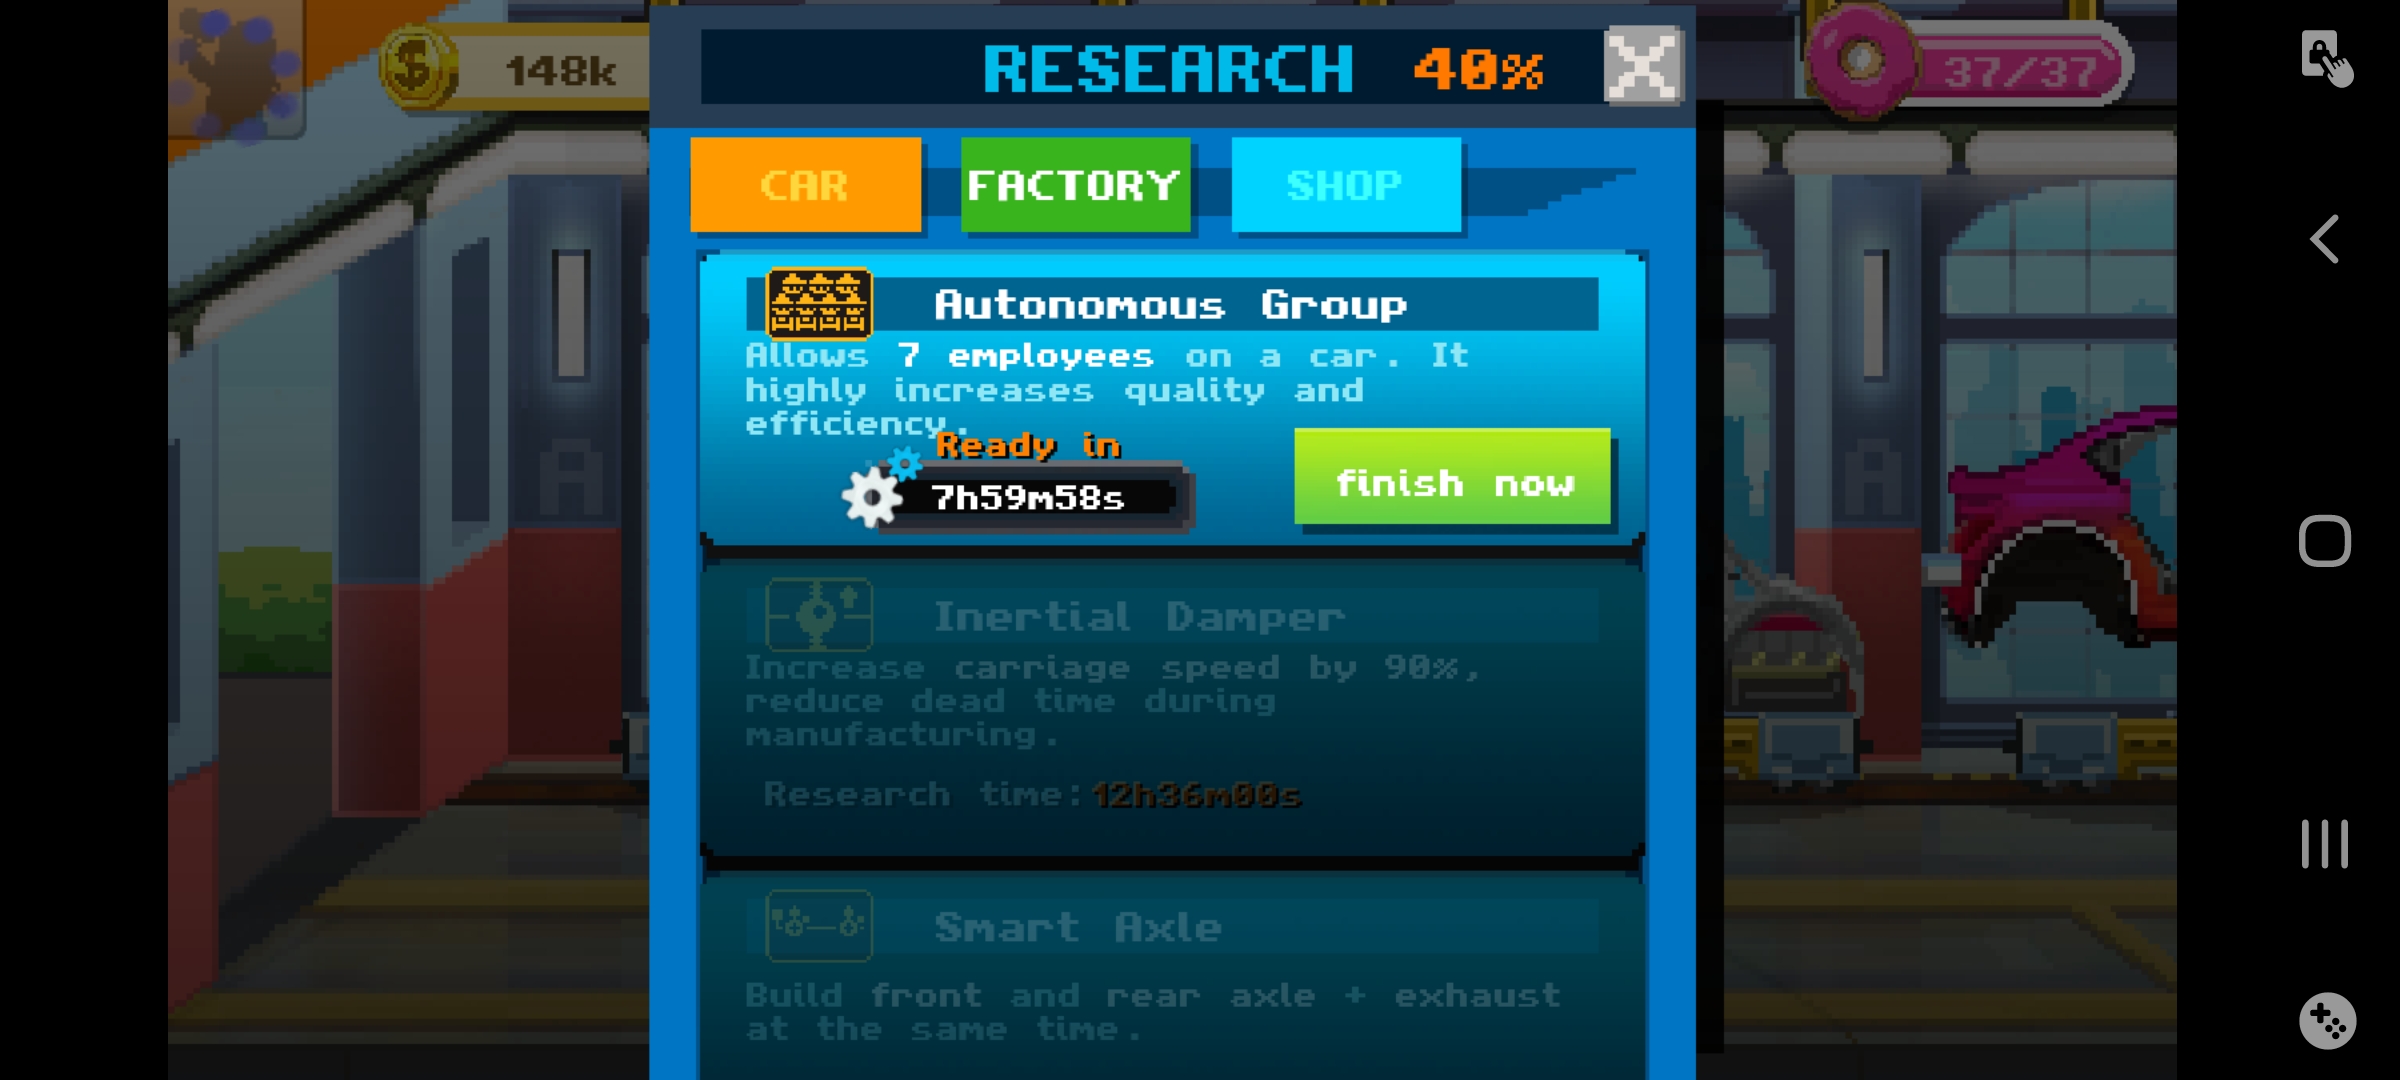 148k
RESEARCH 40%
37/37
CAR FACTORY SHOP
Autonomous Group
Allows 7 employees on a car. It
highly increases quality and
efficiency.
Ready in
7h59m58s
finish now
Inertial Damper
Increase carriage speed by 90%,
reduce dead time during
manufacturing.
Research time:12h36m00s
Smart Axle
Build front and rear axle + exhaust
at the same time.
A
A